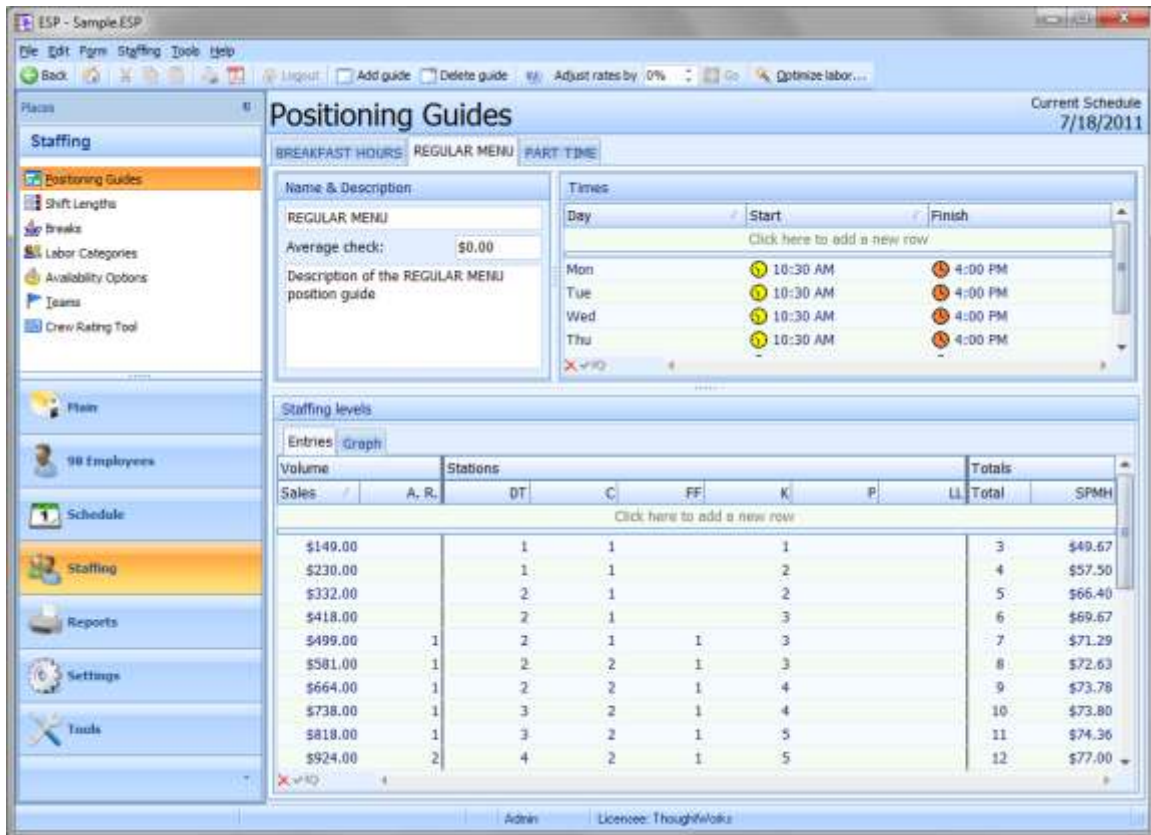 ESP - Sample.ESP
File Edit Form Staffing Tools Help
Back Logout Add guide Delete guide Adjust rates by 0% Go Optimize labor...
Places
Staffing
Positioning Guides
Shift Lengths
Breaks
Labor Categories
Availability Options
Teams
Crew Rating Tool
Main
98 Employees
Schedule
Staffing
Reports
Settings
Tools
Positioning Guides
Current Schedule
7/18/2011
BREAKFAST HOURS REGULAR MENU PART TIME
Name & Description
REGULAR MENU
Average check: $0.00
Description of the REGULAR MENU
position guide
Times
Day Start Finish
Click here to add a new row
Mon 10:30 AM 4:00 PM
Tue 10:30 AM 4:00 PM
Wed 10:30 AM 4:00 PM
Thu 10:30 AM 4:00 PM
Staffing levels
Entries Graph
Volume Stations Totals
Sales A. R. DT C FF K P LL Total SPMH
Click here to add a new row
$149.00 1 1 1 3 $49.67
$230.00 1 1 2 4 $57.50
$332.00 2 1 2 5 $66.40
$418.00 2 1 3 6 $69.67
$499.00 1 2 1 1 3 7 $71.29
$581.00 1 2 2 1 3 8 $72.63
$664.00 1 2 2 1 4 9 $73.78
$738.00 1 3 2 1 4 10 $73.80
$818.00 1 3 2 1 5 11 $74.36
$924.00 2 4 2 1 5 12 $77.00
Admin Licencee: ThoughtWorks